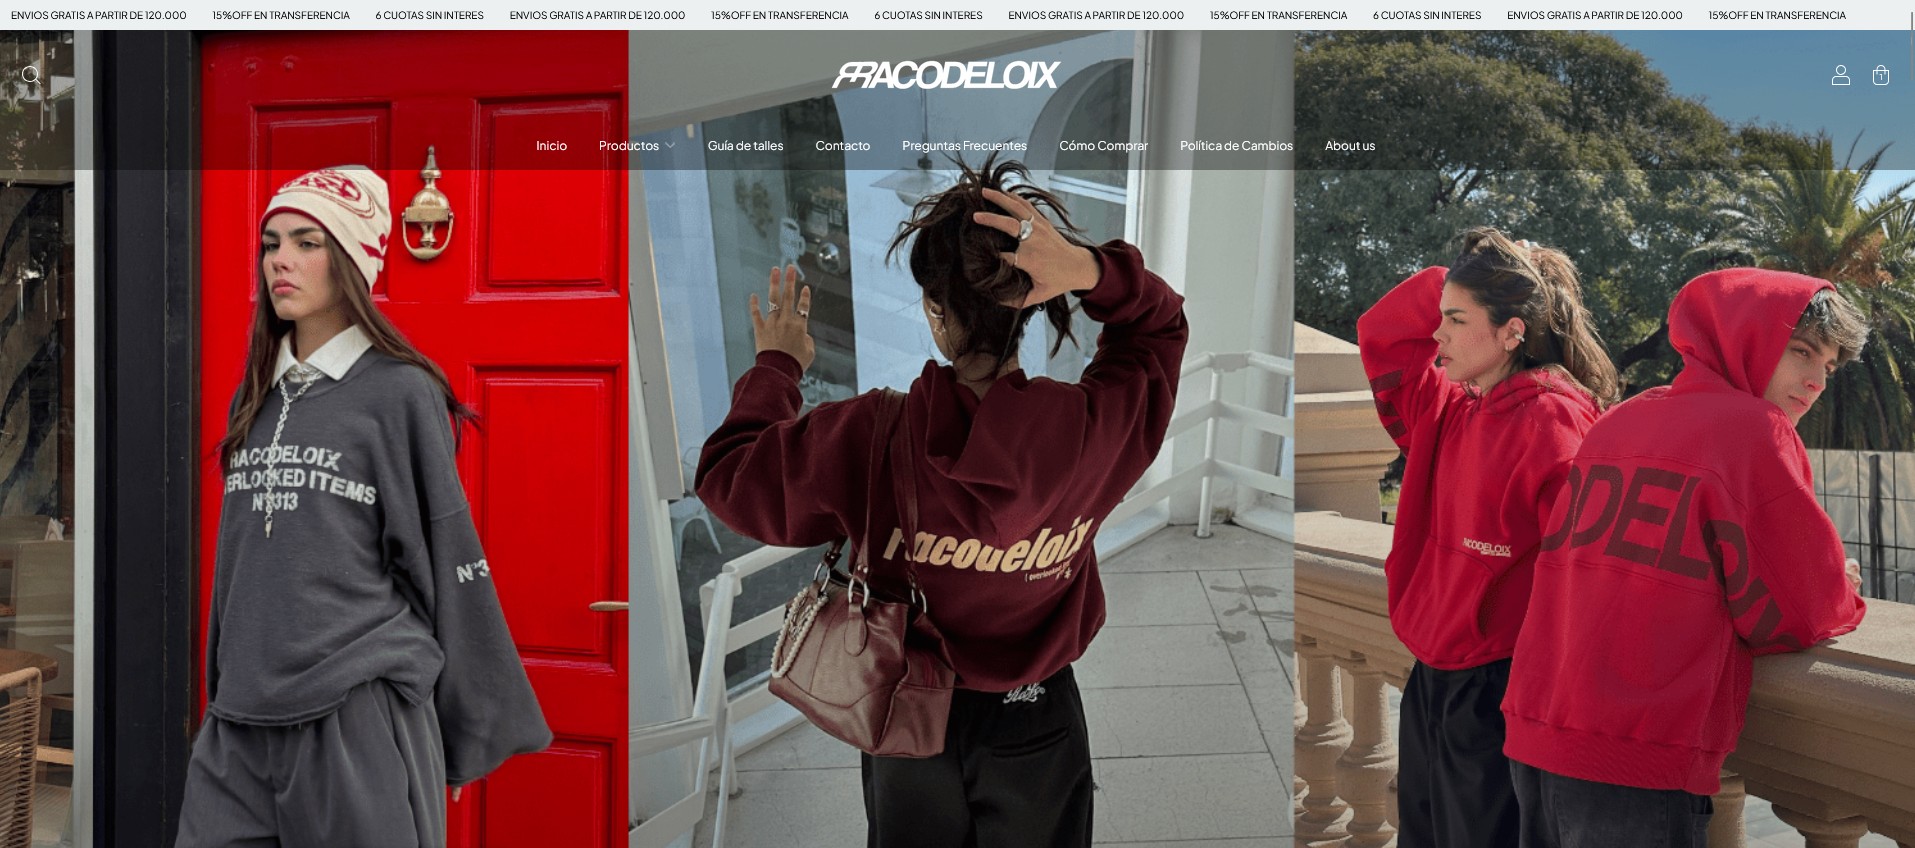 ENVIOS GRATIS A PARTIR DE 120.000 15%OFF EN TRANSFERENCIA 6 CUOTAS SIN INTERES ENVIOS GRATIS A PARTIR DE 120.000 15%OFF EN TRANSFERENCIA 6 CUOTAS SIN INTERES ENVIOS GRATIS A PARTIR DE 120.000 15%OFF EN TRANSFERENCIA 6 CUOTAS SIN INTERES ENVIOS GRATIS A PARTIR DE 120.000 15%OFF EN TRANSFERENCIA
RACODELOIX
1
Inicio Productos Guía de talles Contacto Preguntas Frecuentes Cómo Comprar Política de Cambios About us
RACODELOIX
ERLOOKED ITEMS
N°313
N°3
Racodeloix
RACODELOIX
ODELOIX